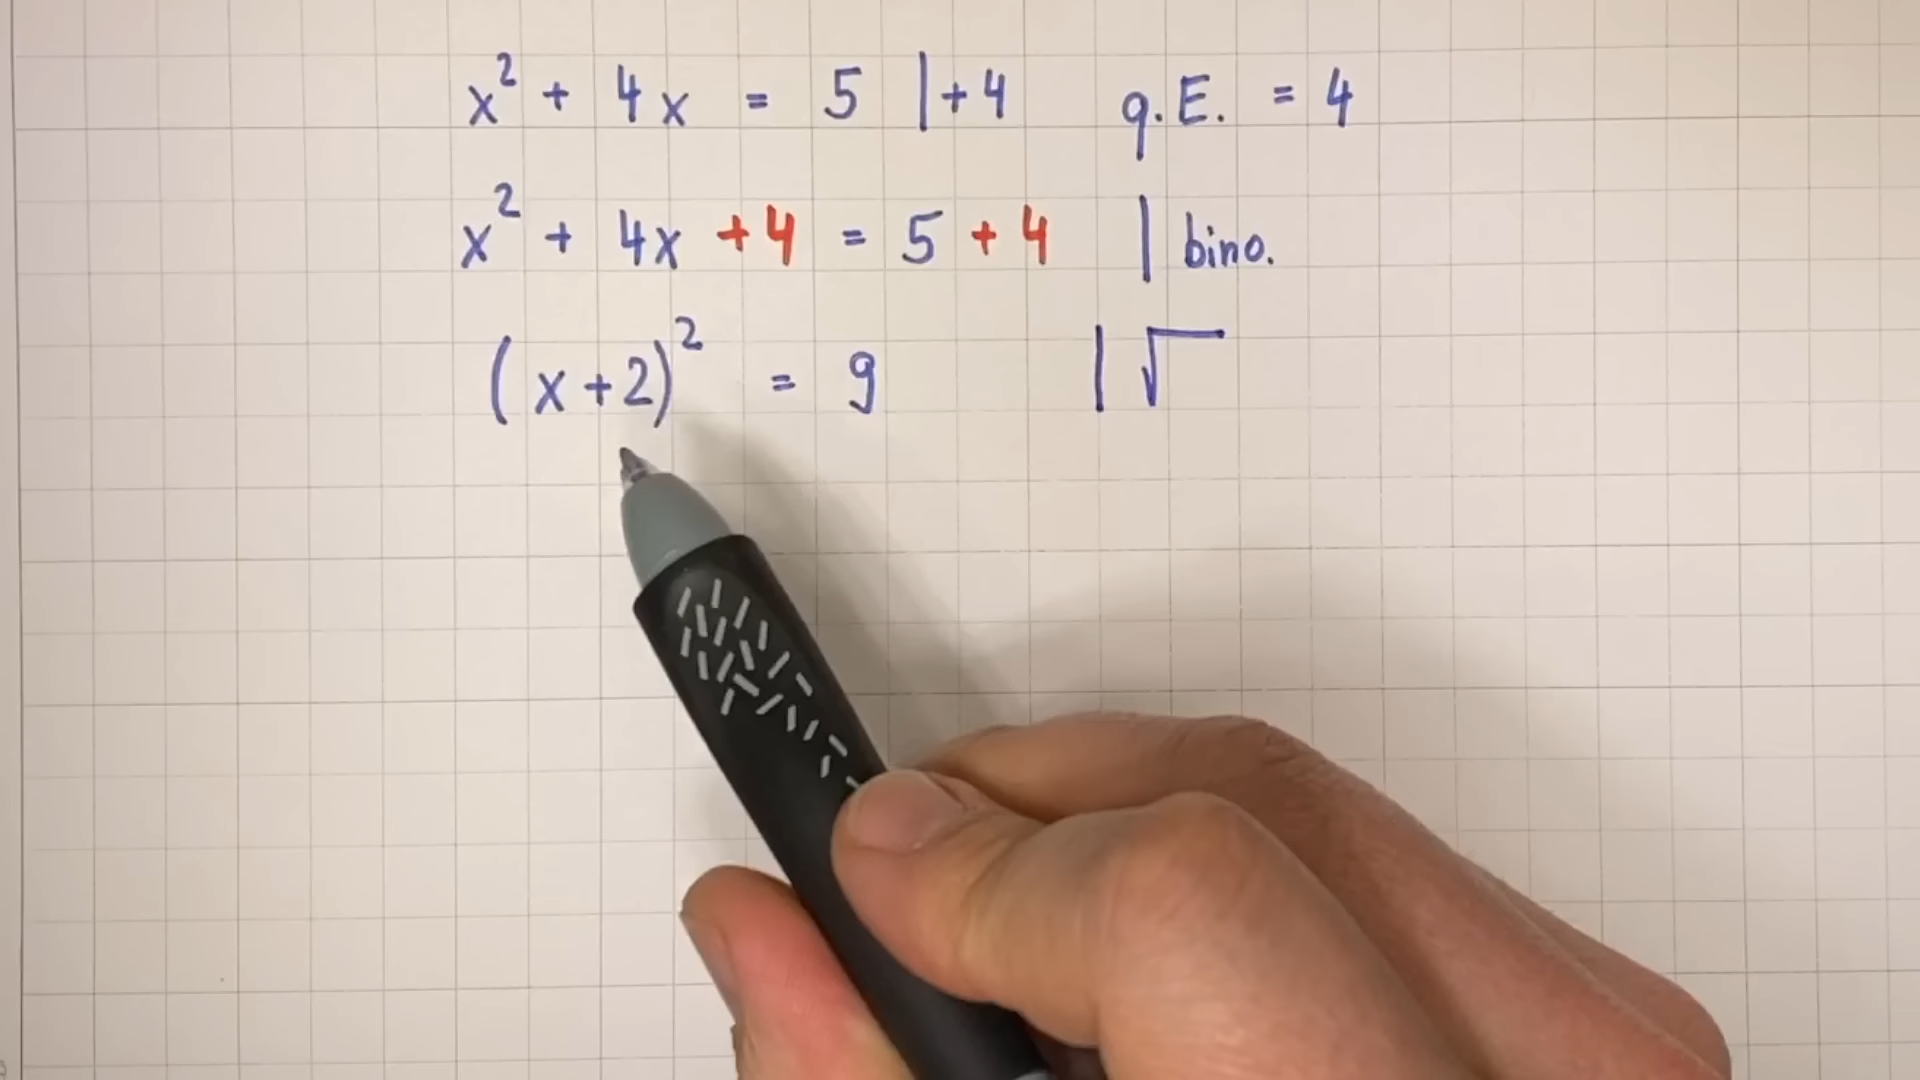 x² + 4x = 5 |+4 q.E. = 4
x² + 4x +4 = 5 + 4 | bino.
(x+2)² = 9 | √